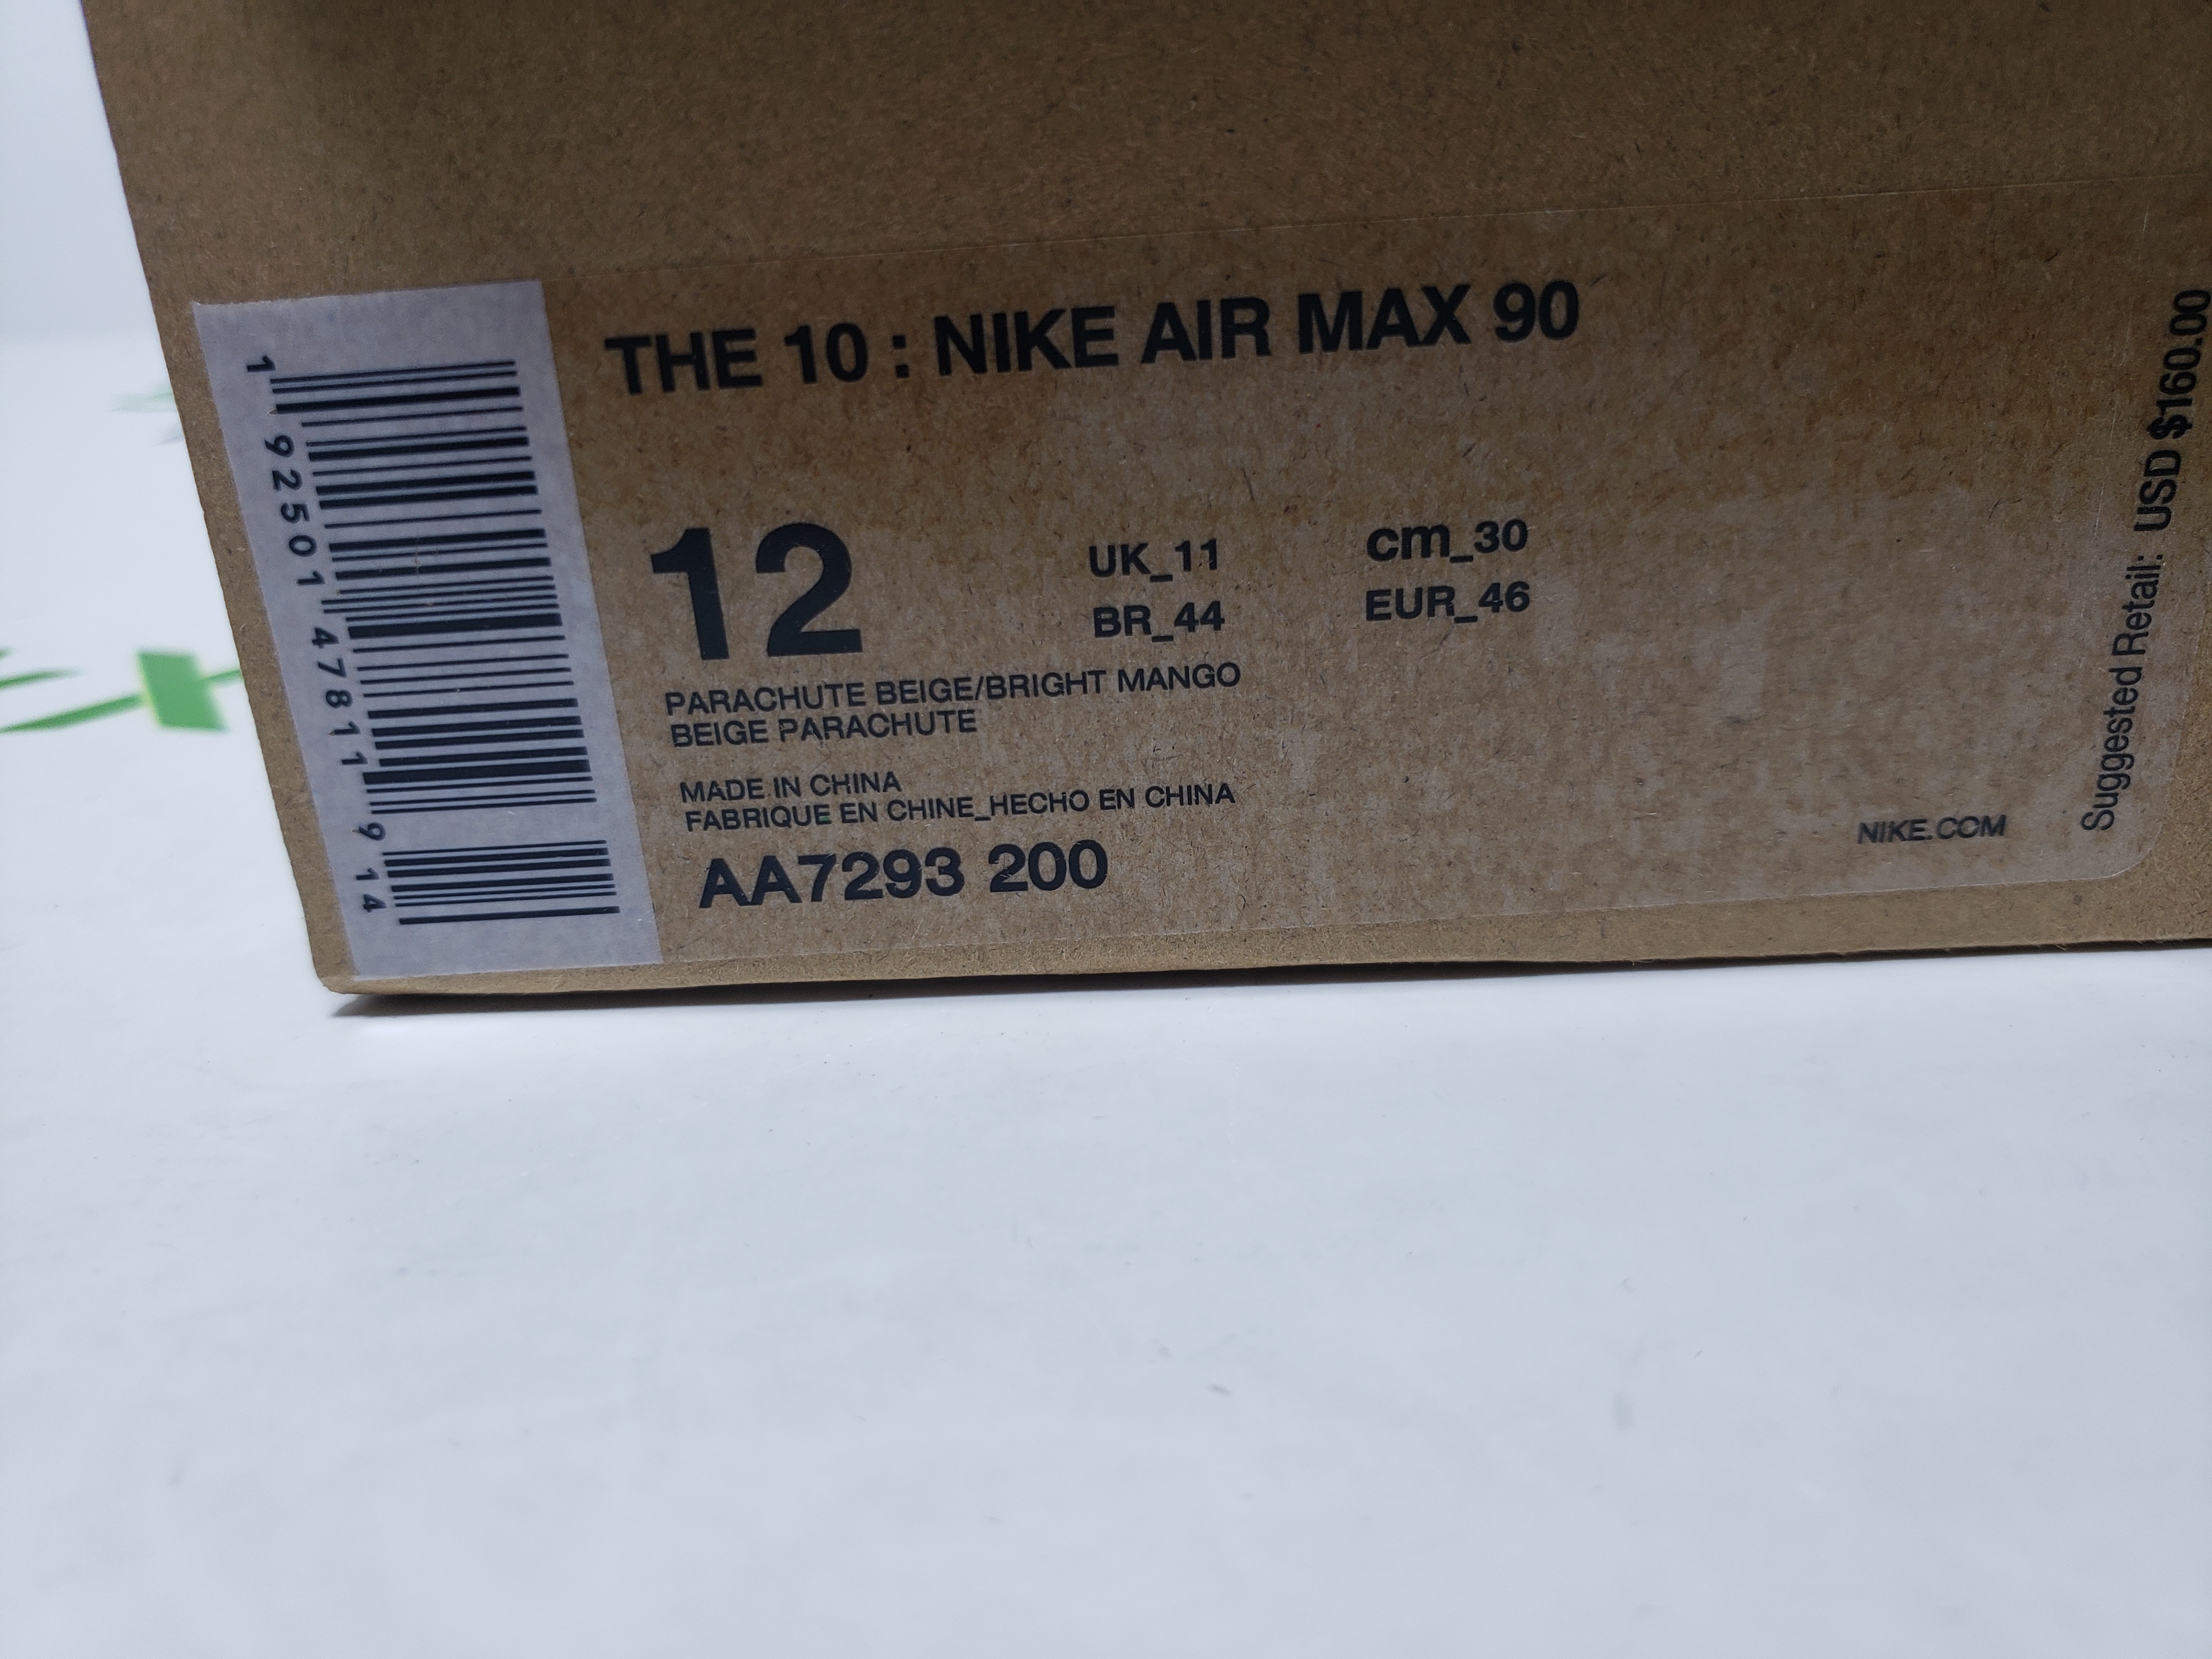 THE 10 : NIKE AIR MAX 90
12
UK_11
cm_30
BR_44
EUR_46
PARACHUTE BEIGE/BRIGHT MANGO
BEIGE PARACHUTE
MADE IN CHINA
FABRIQUE EN CHINE_HECHO EN CHINA
AA7293 200
NIKE.COM
Suggested Retail: USD $160.00
1 92501 47811 9 14